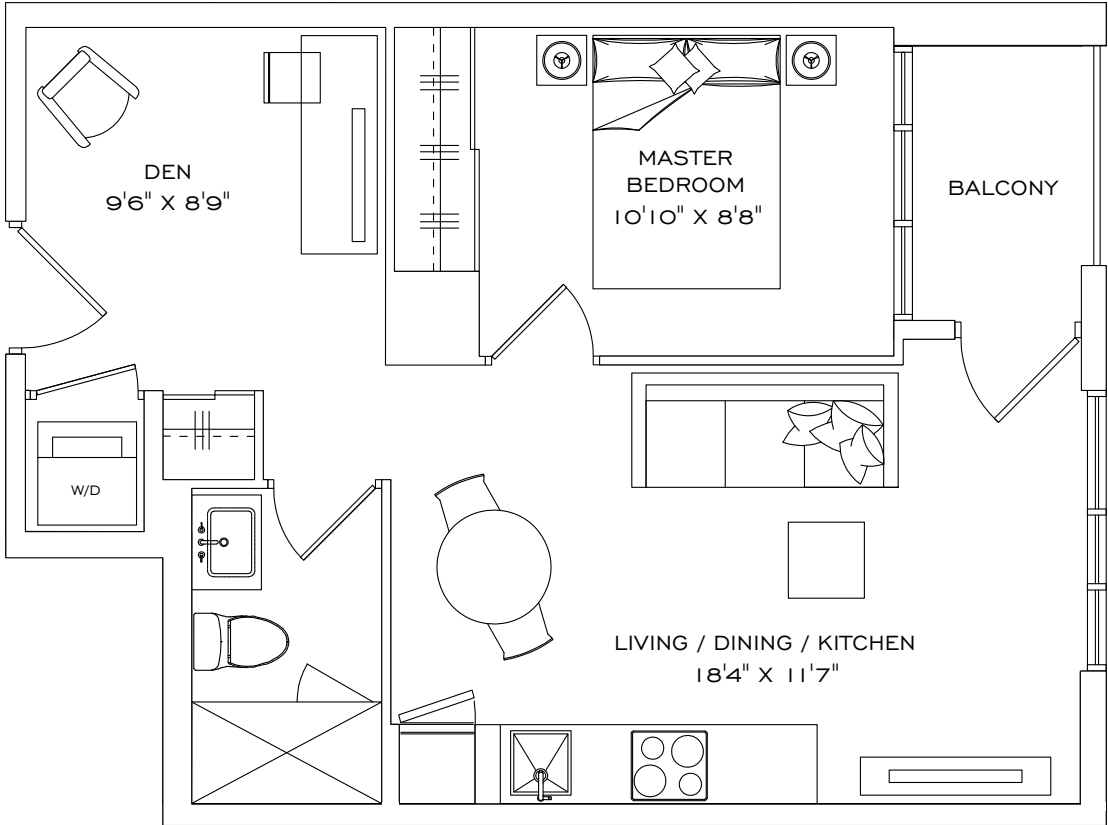 DEN
9'6" X 8'9"
MASTER
BEDROOM
10'10" X 8'8"
BALCONY
W/D
LIVING / DINING / KITCHEN
18'4" X 11'7"